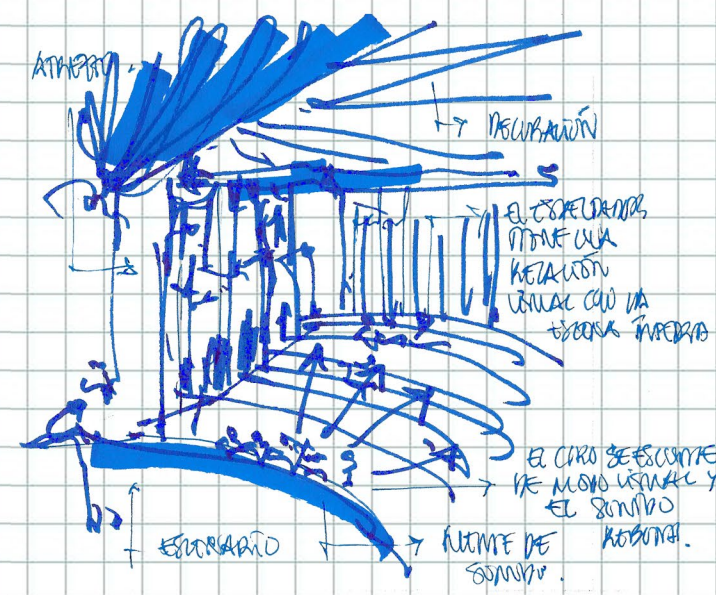 ATREZZO.
DECORACIÓN
EL ESPECTADOR
TIENE UNA
RELACIÓN
VISUAL CON LA
ESCENA
EL CORO SE ESCUCHA
DE MODO VISUAL Y
EL SONIDO
REBOTA.
ESCENARIO
FUENTE DE
SONIDO.